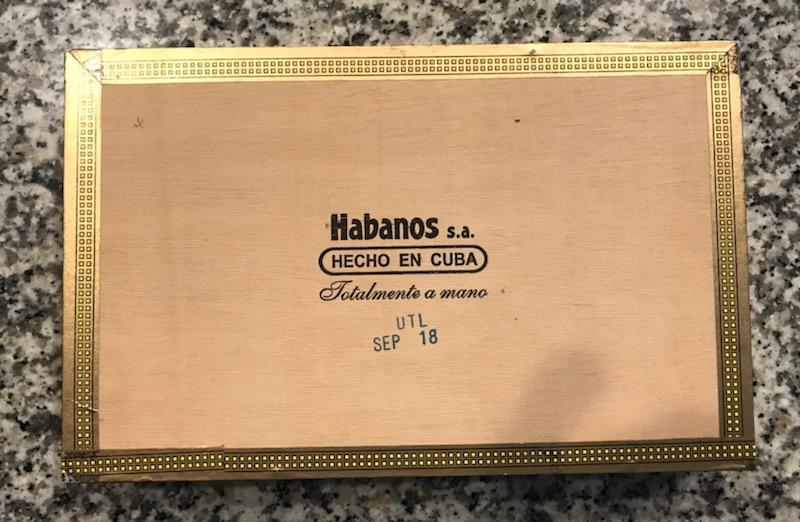 Habanos s.a.
HECHO EN CUBA
Totalmente a mano
UTL
SEP 18